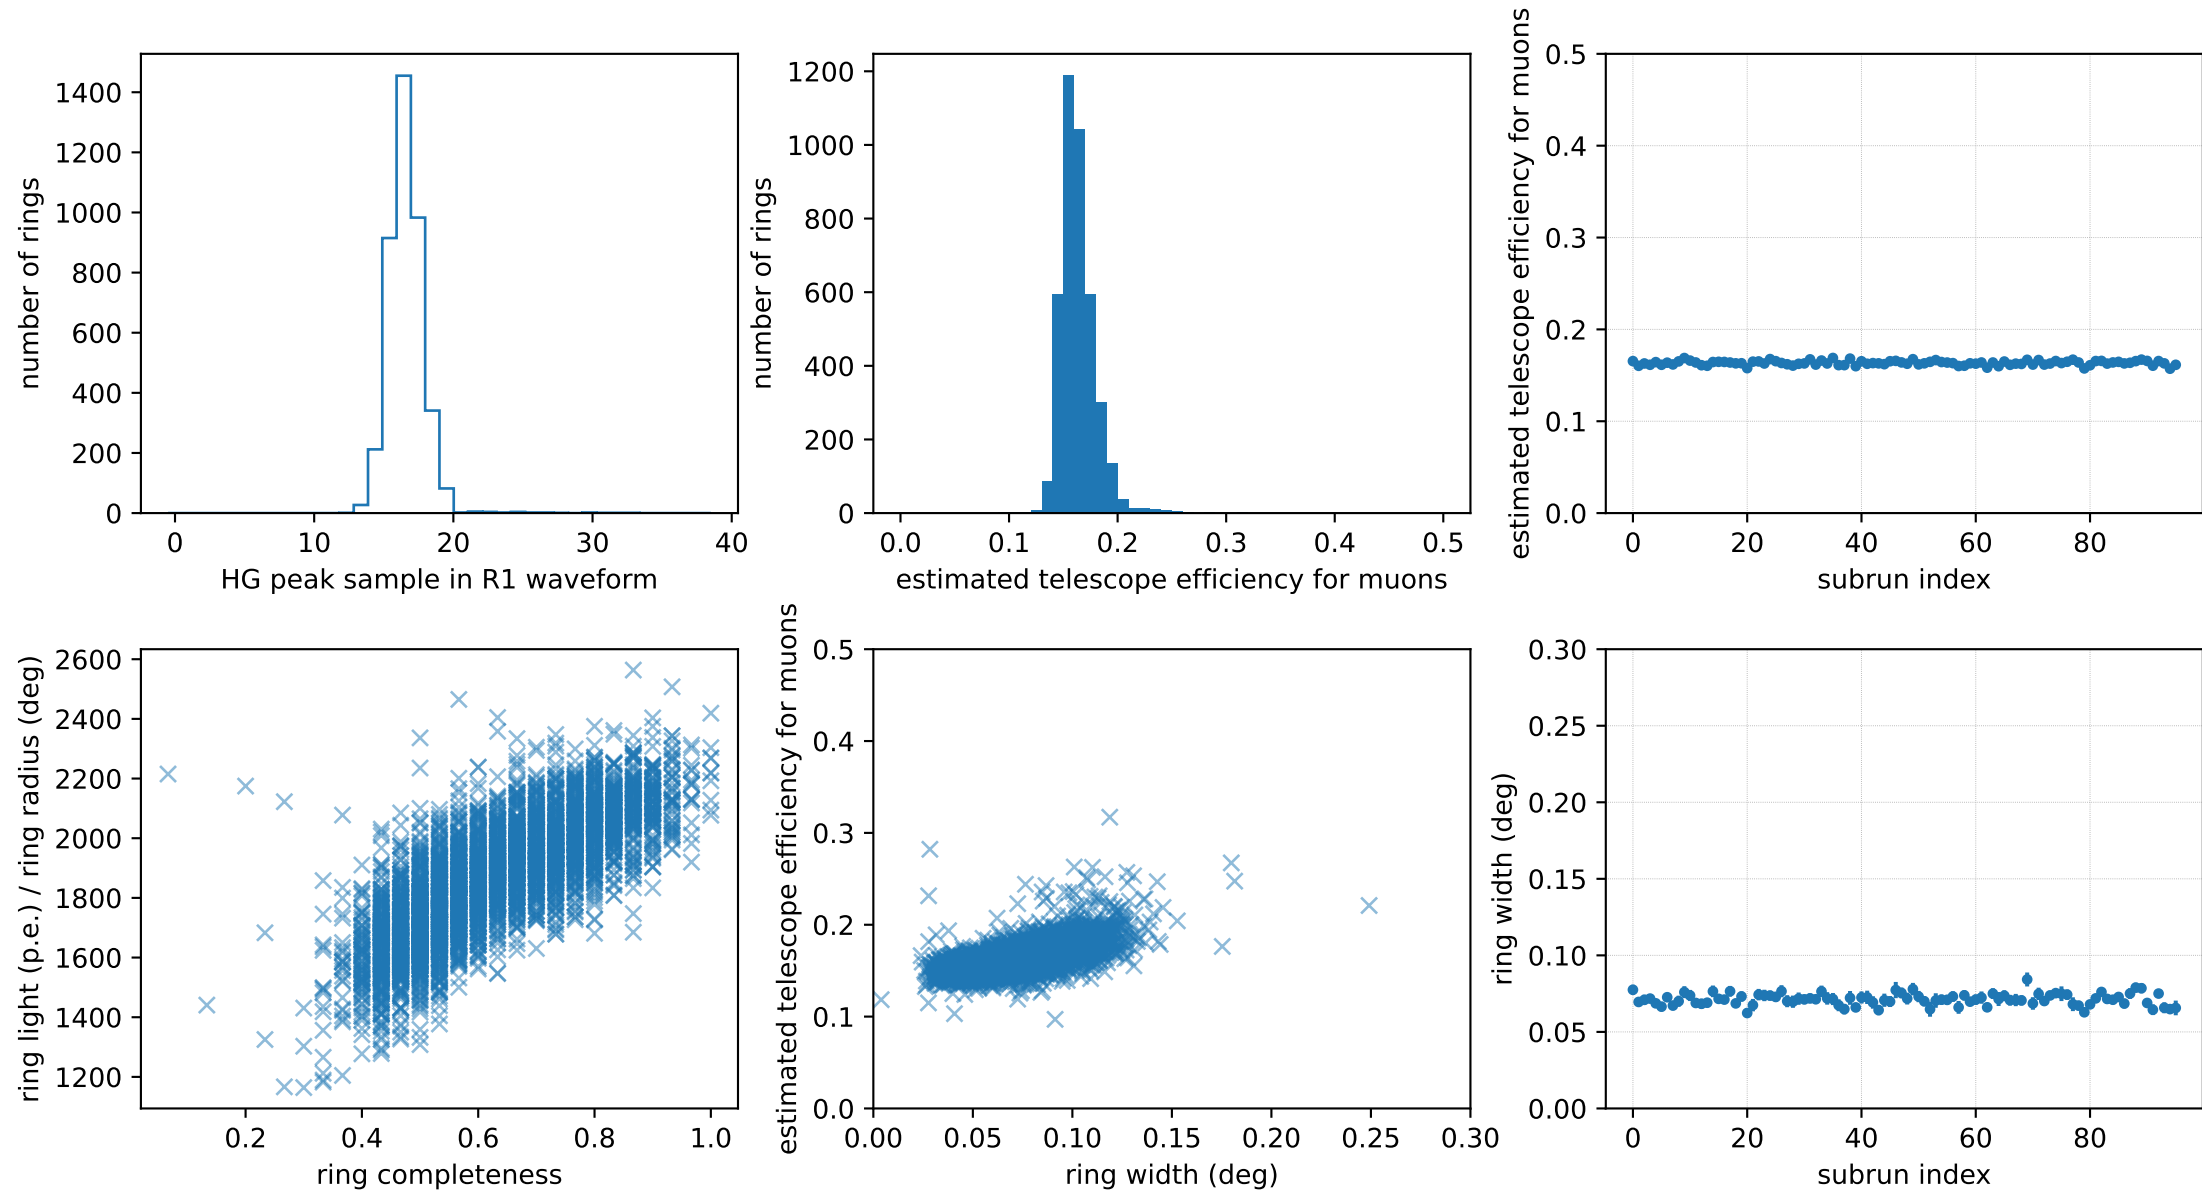 1400
1200
1000
800
600
400
200
0
number of rings
0 10 20 30 40
HG peak sample in R1 waveform
1200
1000
800
600
400
200
0
number of rings
0.0 0.1 0.2 0.3 0.4 0.5
estimated telescope efficiency for muons
0.5
0.4
0.3
0.2
0.1
0.0
estimated telescope efficiency for muons
0 20 40 60 80
subrun index
2600
2400
2200
2000
1800
1600
1400
1200
ring light (p.e.) / ring radius (deg)
0.2 0.4 0.6 0.8 1.0
ring completeness
0.5
0.4
0.3
0.2
0.1
0.0
estimated telescope efficiency for muons
0.00 0.05 0.10 0.15 0.20 0.25 0.30
ring width (deg)
0.30
0.25
0.20
0.15
0.10
0.05
0.00
ring width (deg)
0 20 40 60 80
subrun index